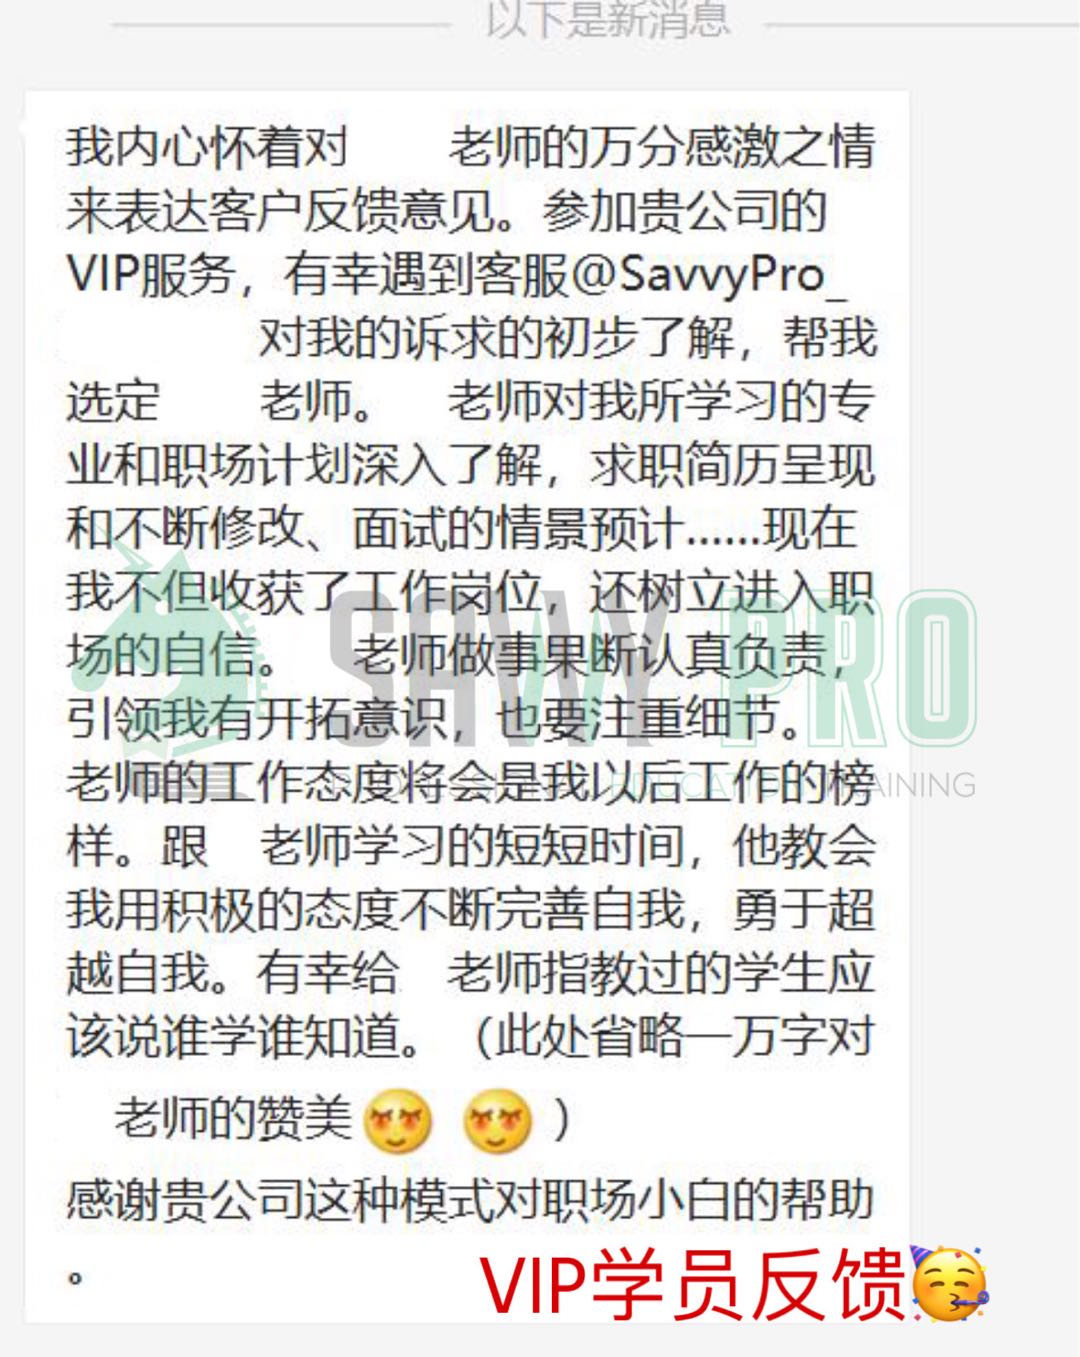 以下是新消息
我内心怀着对 老师的万分感激之情
来表达客户反馈意见。参加贵公司的
VIP服务，有幸遇到客服@SavvyPro_
对我的诉求的初步了解，帮我
选定 老师。 老师对我所学习的专
业和职场计划深入了解，求职简历呈现
和不断修改、面试的情景预计......现在
我不但收获了工作岗位，还树立进入职
场的自信。 老师做事果断认真负责，
引领我有开拓意识，也要注重细节。
老师的工作态度将会是我以后工作的榜
样。跟 老师学习的短短时间，他教会
我用积极的态度不断完善自我，勇于超
越自我。有幸给 老师指教过的学生应
该说谁学谁知道。（此处省略一万字对
老师的赞美 ）
感谢贵公司这种模式对职场小白的帮助
。
VIP学员反馈
SAVVY PRO
PROFESSIONAL EDUCATION TRAINING